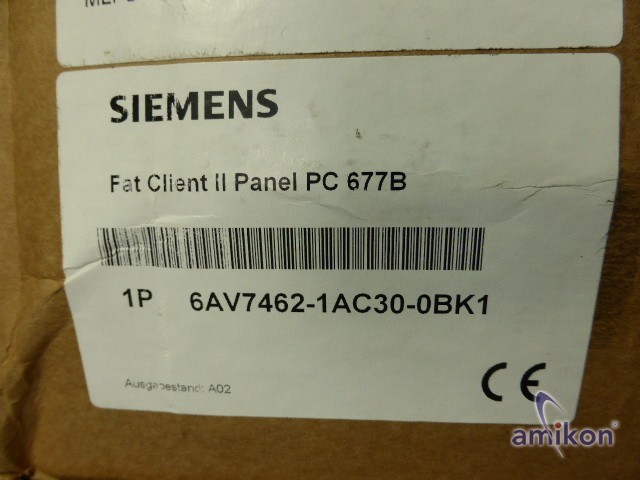 SIEMENS
Fat Client II Panel PC 677B
1P 6AV7462-1AC30-0BK1
Ausgabestand: A02
CE
amikon